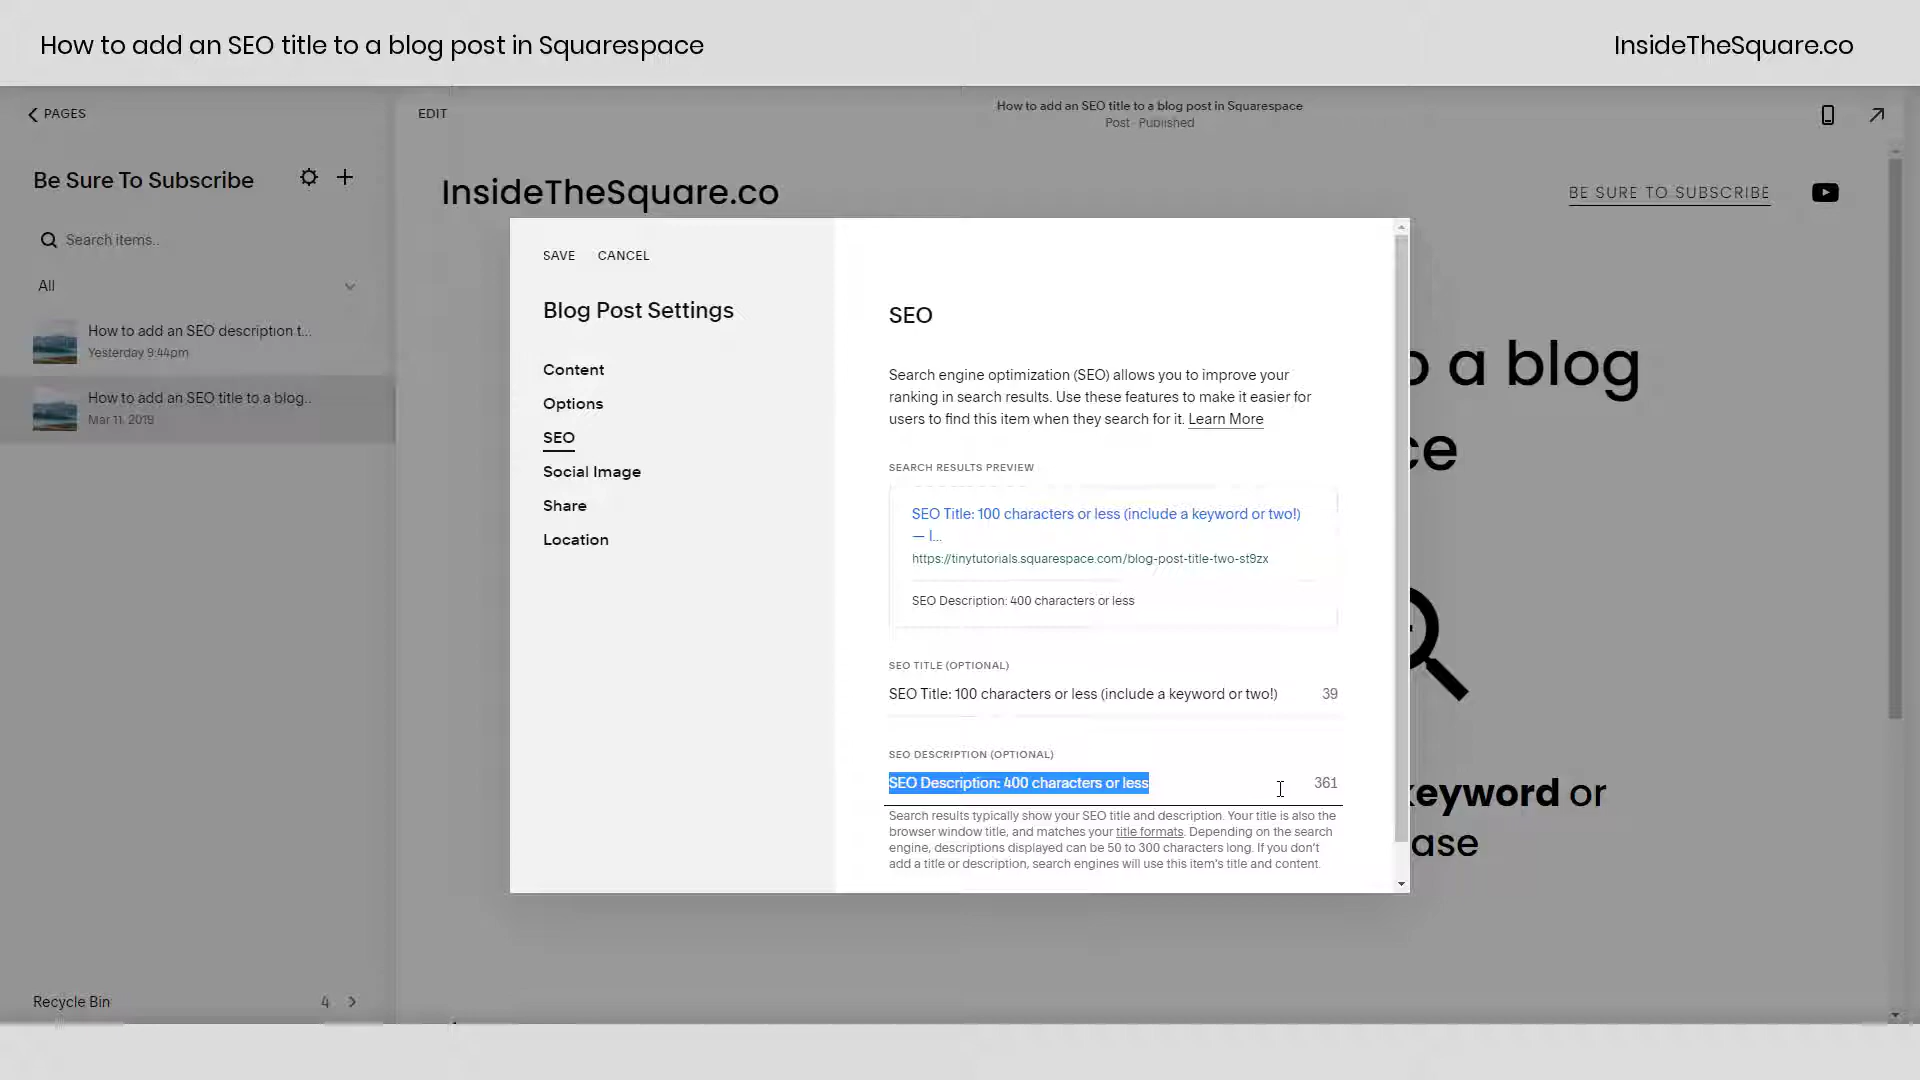 How to add an SEO title to a blog post in Squarespace
InsideTheSquare.co
PAGES
EDIT
How to add an SEO title to a blog post in Squarespace
Post · Published
Be Sure To Subscribe
Search items..
All
How to add an SEO description t...
Yesterday 9:44pm
How to add an SEO title to a blog..
Mar 11, 2019
Recycle Bin
4
InsideTheSquare.co
BE SURE TO SUBSCRIBE
o a blog
ce
keyword or
ase
SAVE CANCEL
Blog Post Settings
Content
Options
SEO
Social Image
Share
Location
SEO
Search engine optimization (SEO) allows you to improve your
ranking in search results. Use these features to make it easier for
users to find this item when they search for it. Learn More
SEARCH RESULTS PREVIEW
SEO Title: 100 characters or less (include a keyword or two!)
— I...
https://tinytutorials.squarespace.com/blog-post-title-two-st9zx
SEO Description: 400 characters or less
SEO TITLE (OPTIONAL)
SEO Title: 100 characters or less (include a keyword or two!) 39
SEO DESCRIPTION (OPTIONAL)
SEO Description: 400 characters or less 361
Search results typically show your SEO title and description. Your title is also the
browser window title, and matches your title formats. Depending on the search
engine, descriptions displayed can be 50 to 300 characters long. If you don't
add a title or description, search engines will use this item's title and content.